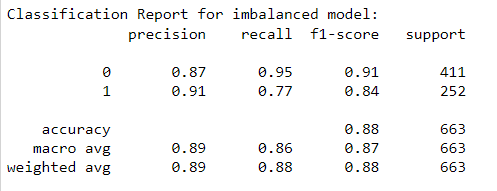 Classification Report for imbalanced model:
precision recall f1-score support
0 0.87 0.95 0.91 411
1 0.91 0.77 0.84 252
accuracy 0.88 663
macro avg 0.89 0.86 0.87 663
weighted avg 0.89 0.88 0.88 663